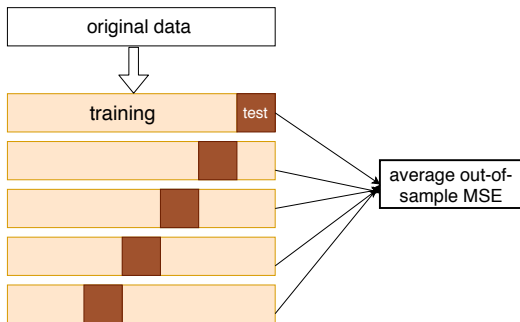 original data
training
test
average out-of-
sample MSE